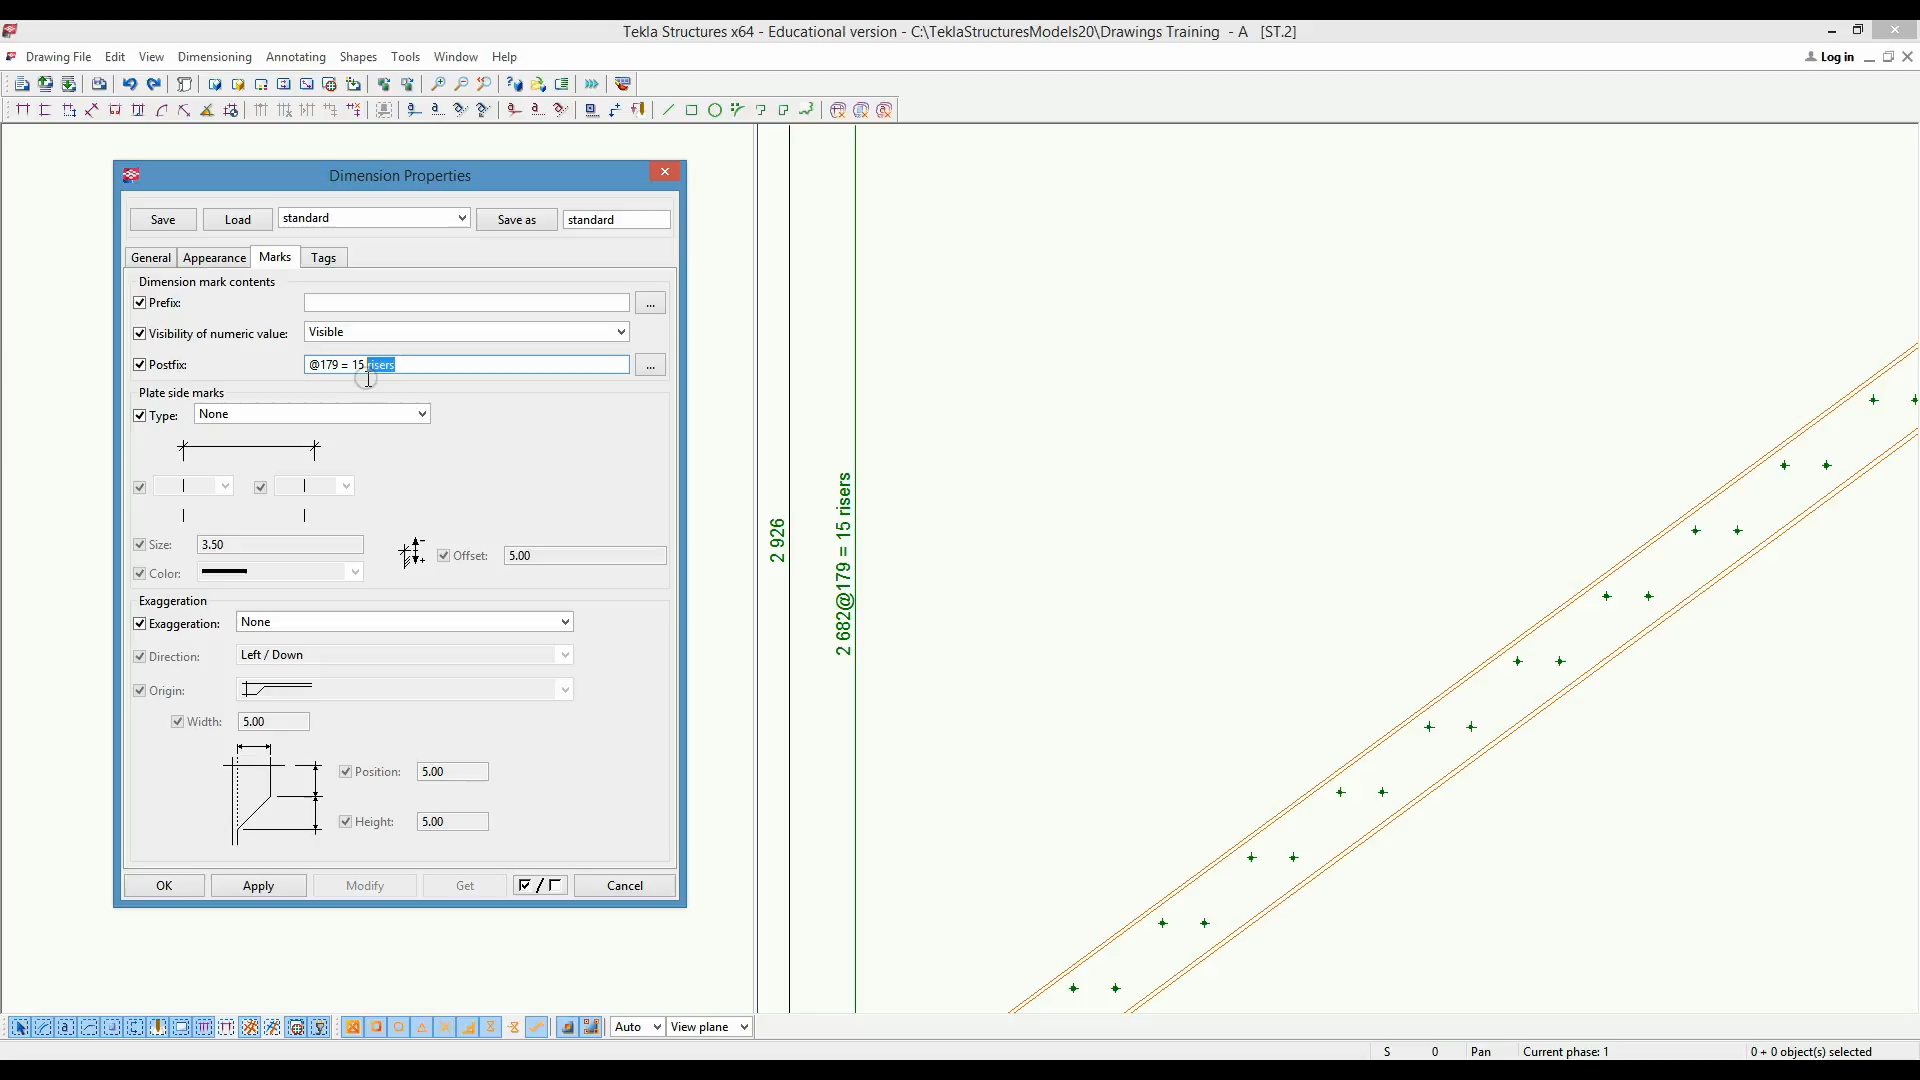 Tekla Structures x64 - Educational version - C:\TeklaStructuresModels20\Drawings Training - A [ST.2]
Drawing File Edit View Dimensioning Annotating Shapes Tools Window Help
Log in
Dimension Properties
Save Load standard Save as standard
General Appearance Marks Tags
Dimension mark contents
Prefix: ...
Visibility of numeric value: Visible
Postfix: @179 = 15 risers ...
Plate side marks
Type: None
Size: 3.50
Offset: 5.00
Color:
Exaggeration
Exaggeration: None
Direction: Left / Down
Origin:
Width: 5.00
Position: 5.00
Height: 5.00
OK Apply Modify Get / Cancel
2 926
2 682@179 = 15 risers
Auto View plane
S 0 Pan Current phase: 1 0 + 0 object(s) selected